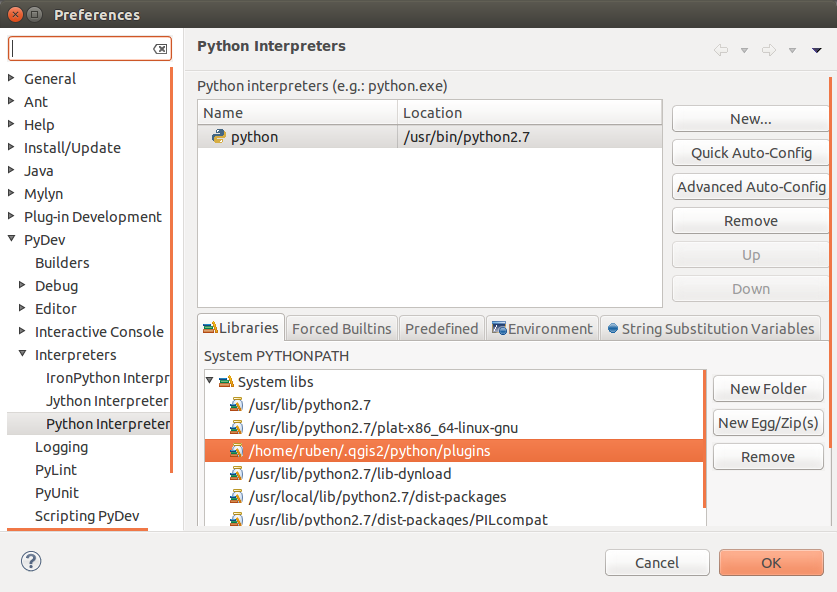 Preferences
Python Interpreters
General
Ant
Help
Install/Update
Java
Mylyn
Plug-in Development
PyDev
Builders
Debug
Editor
Interactive Console
Interpreters
IronPython Interpr
Jython Interpreter
Python Interpreter
Logging
PyLint
PyUnit
Scripting PyDev
Python interpreters (e.g.: python.exe)
Name Location
python /usr/bin/python2.7
New...
Quick Auto-Config
Advanced Auto-Config
Remove
Up
Down
Libraries Forced Builtins Predefined Environment String Substitution Variables
System PYTHONPATH
System libs
/usr/lib/python2.7
/usr/lib/python2.7/plat-x86_64-linux-gnu
/home/ruben/.qgis2/python/plugins
/usr/lib/python2.7/lib-dynload
/usr/local/lib/python2.7/dist-packages
/usr/lib/python2.7/dist-packages/PILcompat
New Folder
New Egg/Zip(s)
Remove
?
Cancel
OK